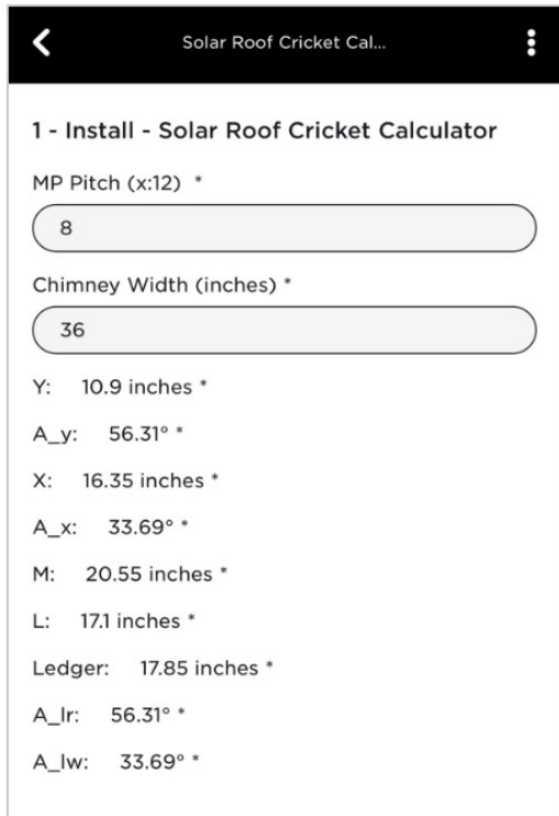 Solar Roof Cricket Cal...
1 - Install - Solar Roof Cricket Calculator
MP Pitch (x:12) *
8
Chimney Width (inches) *
36
Y: 10.9 inches *
A_y: 56.31° *
X: 16.35 inches *
A_x: 33.69° *
M: 20.55 inches *
L: 17.1 inches *
Ledger: 17.85 inches *
A_lr: 56.31° *
A_lw: 33.69° *